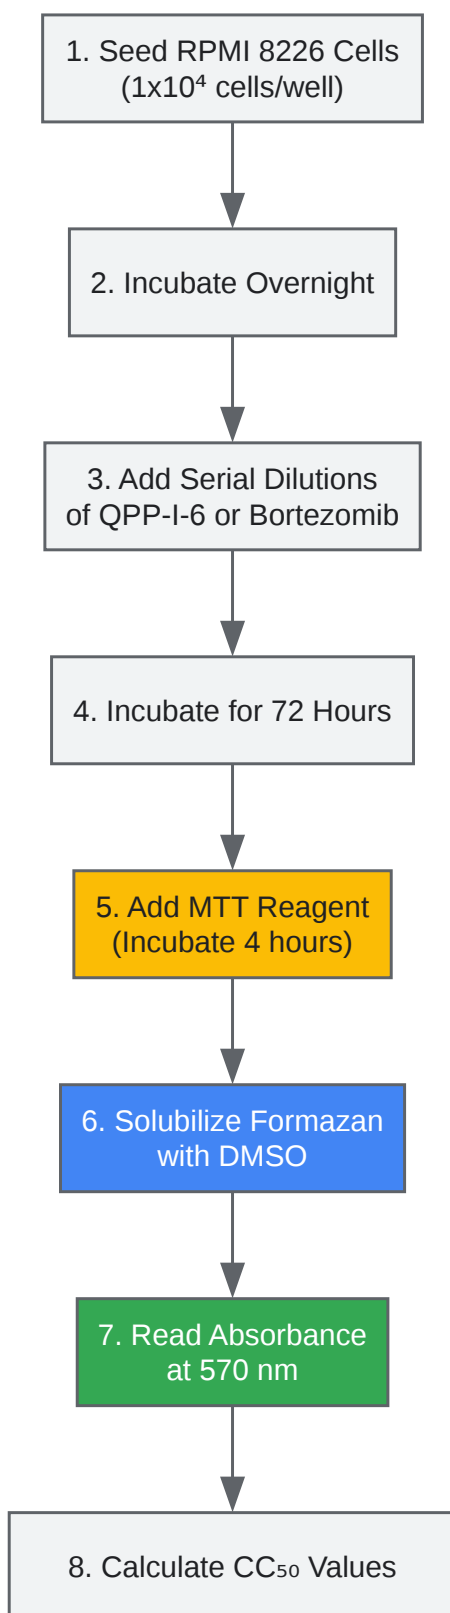 1. Seed RPMI 8226 Cells
(1x10⁴ cells/well)
2. Incubate Overnight
3. Add Serial Dilutions
of QPP-I-6 or Bortezomib
4. Incubate for 72 Hours
5. Add MTT Reagent
(Incubate 4 hours)
6. Solubilize Formazan
with DMSO
7. Read Absorbance
at 570 nm
8. Calculate CC₅₀ Values